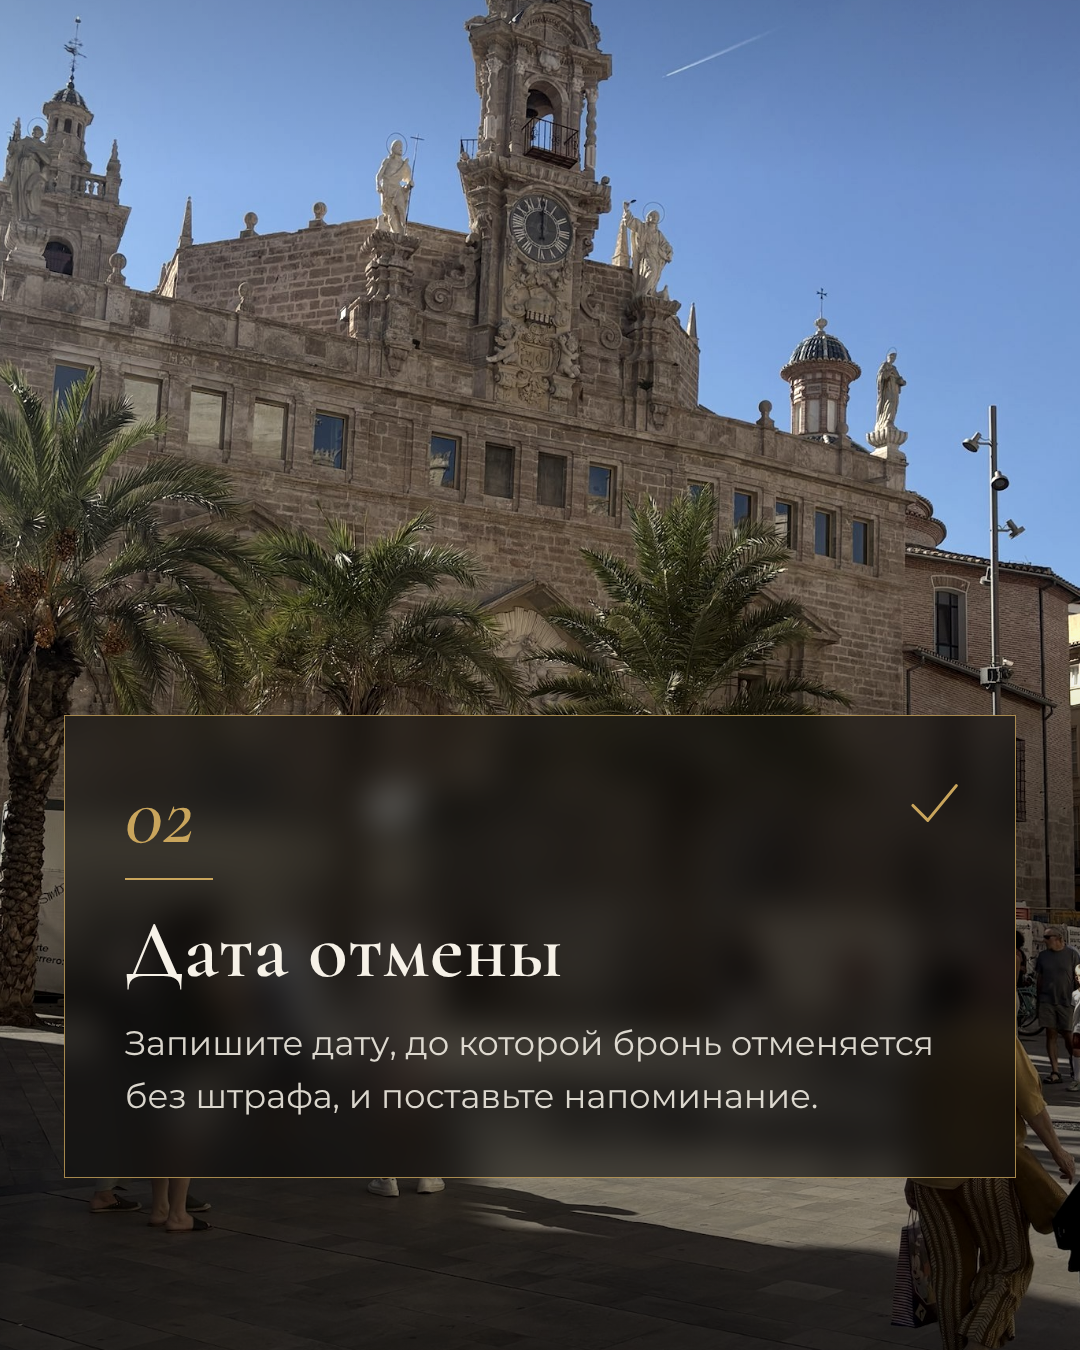 02
Дата отмены
Запишите дату, до которой бронь отменяется
без штрафа, и поставьте напоминание.